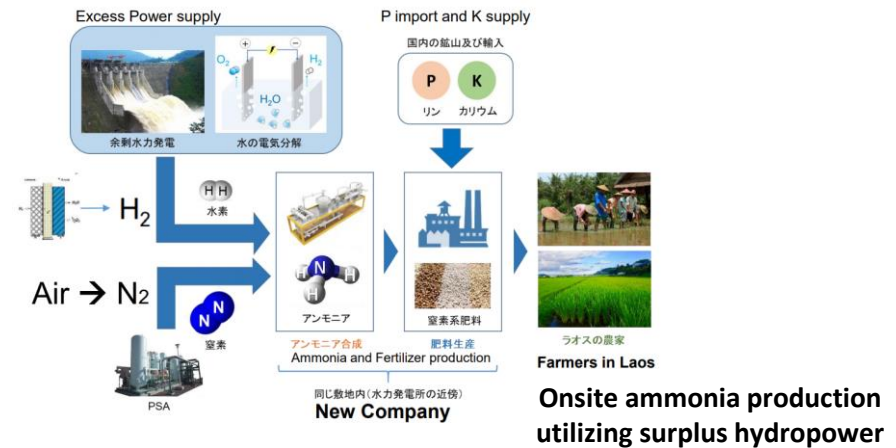 Excess Power supply
P import and K supply
国内の鉱山及び輸入
P
K
リン
カリウム
+
−
O2
H2
H2O
余剰水力発電
水の電気分解
H2
H H
水素
Air → N2
N N
窒素
PSA
N
H
H
H
アンモニア
窒素系肥料
アンモニア合成
肥料生産
Ammonia and Fertilizer production
同じ敷地内(水力発電所の近傍)
New Company
ラオスの農家
Farmers in Laos
Onsite ammonia production
utilizing surplus hydropower